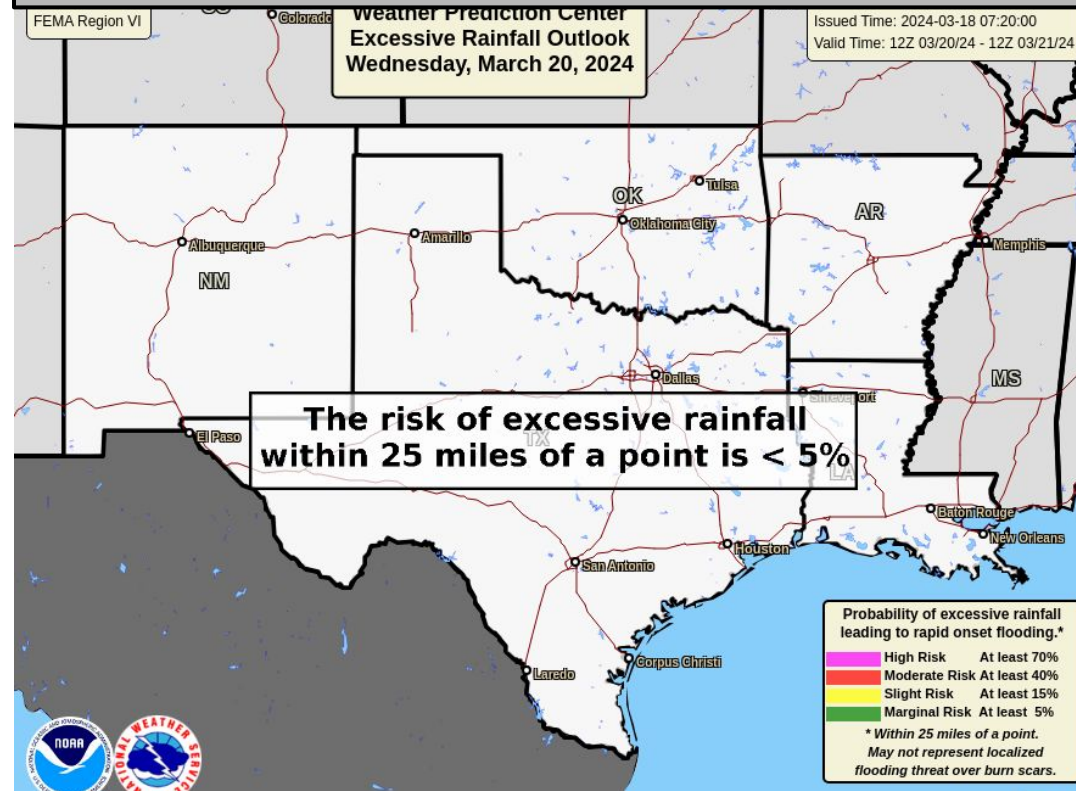 FEMA Region VI
Weather Prediction Center
Excessive Rainfall Outlook
Wednesday, March 20, 2024
Issued Time: 2024-03-18 07:20:00
Valid Time: 12Z 03/20/24 - 12Z 03/21/24
Colorado
Tulsa
OK
Oklahoma City
AR
Albuquerque
Amarillo
Memphis
NM
Dallas
MS
Shreveport
The risk of excessive rainfall
within 25 miles of a point is < 5%
El Paso
TX
LA
Baton Rouge
New Orleans
Houston
San Antonio
Corpus Christi
Laredo
Probability of excessive rainfall
leading to rapid onset flooding.*
High Risk At least 70%
Moderate Risk At least 40%
Slight Risk At least 15%
Marginal Risk At least 5%
* Within 25 miles of a point.
May not represent localized
flooding threat over burn scars.
NOAA
NATIONAL WEATHER SERVICE